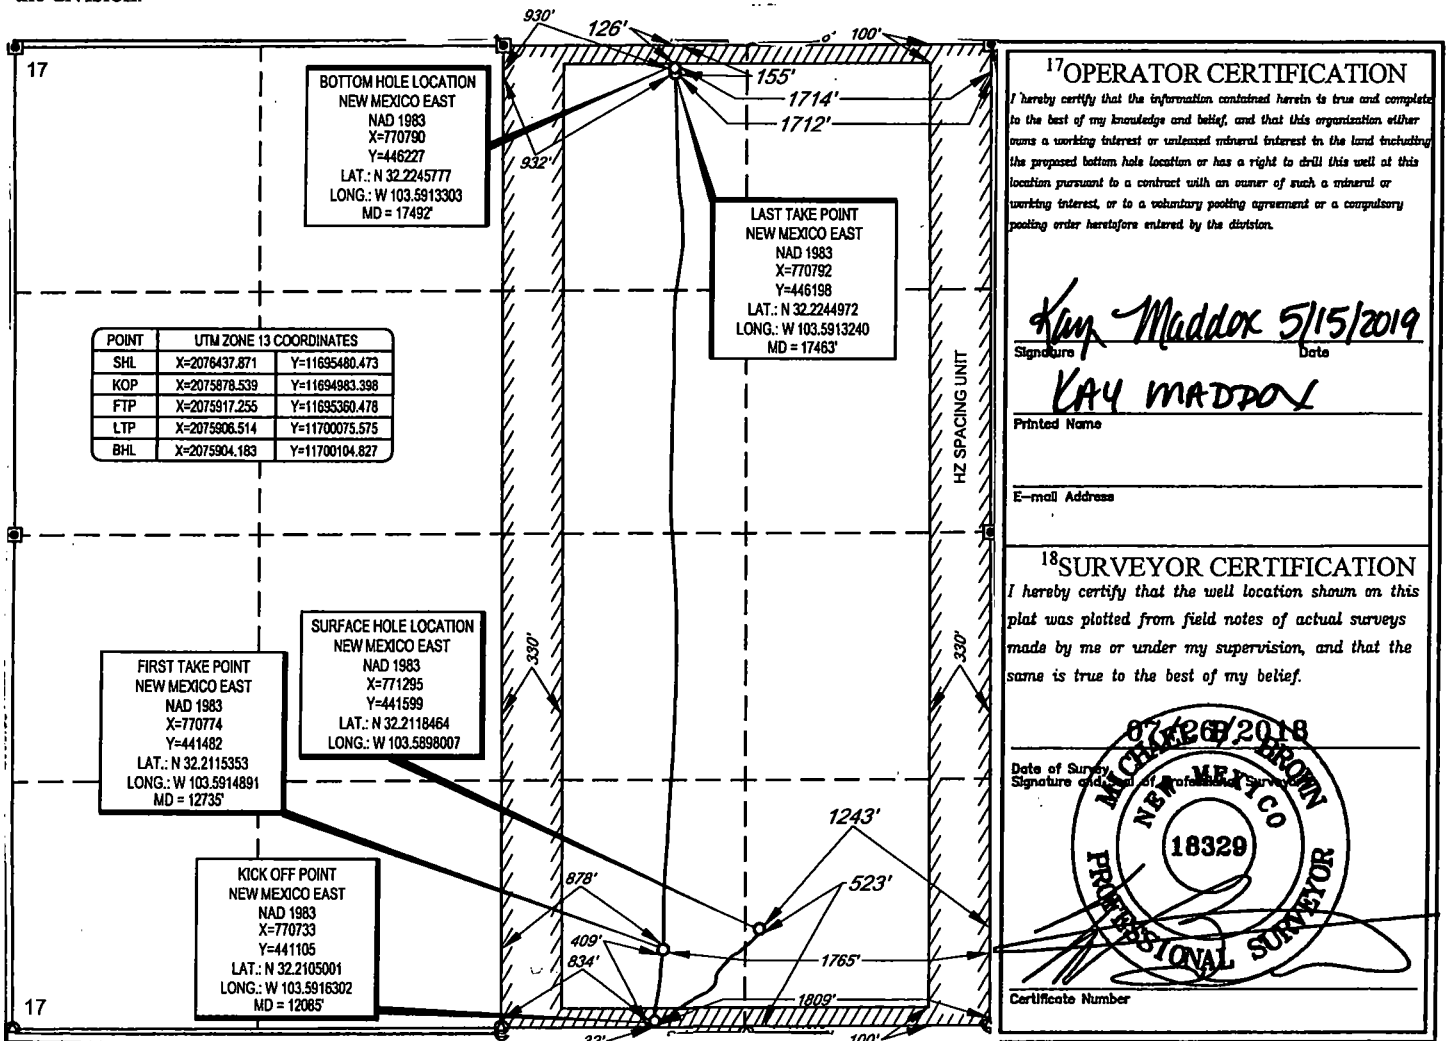 930'
126'
100'
17
155'
1714'
1712'
932'
BOTTOM HOLE LOCATION
NEW MEXICO EAST
NAD 1983
X=770790
Y=446227
LAT.: N 32.2245777
LONG.: W 103.5913303
MD = 17492'
LAST TAKE POINT
NEW MEXICO EAST
NAD 1983
X=770792
Y=446198
LAT.: N 32.2244972
LONG.: W 103.5913240
MD = 17463'
POINT UTM ZONE 13 COORDINATES
SHL X=2076437.871 Y=11695480.473
KOP X=2075878.539 Y=11694983.398
FTP X=2075917.255 Y=11695360.478
LTP X=2075906.514 Y=11700075.575
BHL X=2075904.183 Y=11700104.827
HZ SPACING UNIT
330'
330'
SURFACE HOLE LOCATION
NEW MEXICO EAST
NAD 1983
X=771295
Y=441599
LAT.: N 32.2118464
LONG.: W 103.5898007
FIRST TAKE POINT
NEW MEXICO EAST
NAD 1983
X=770774
Y=441482
LAT.: N 32.2115353
LONG.: W 103.5914891
MD = 12735'
KICK OFF POINT
NEW MEXICO EAST
NAD 1983
X=770733
Y=441105
LAT.: N 32.2105001
LONG.: W 103.5916302
MD = 12085'
1243'
878'
523'
409'
834'
1765'
1809'
17
100'
17OPERATOR CERTIFICATION
I hereby certify that the information contained herein is true and complete
to the best of my knowledge and belief, and that this organization either
owns a working interest or unleased mineral interest in the land including
the proposed bottom hole location or has a right to drill this well at this
location pursuant to a contract with an owner of such a mineral or
working interest, or to a voluntary pooling agreement or a compulsory
pooling order heretofore entered by the division.
Kay Maddox 5/15/2019
Signature Date
KAY MADDOX
Printed Name
E-mail Address
18SURVEYOR CERTIFICATION
I hereby certify that the well location shown on this
plat was plotted from field notes of actual surveys
made by me or under my supervision, and that the
same is true to the best of my belief.
07/26/2018
Date of Survey
Signature and Seal of Professional Surveyor
MICHAEL B. BROWN
NEW MEXICO
18329
PROFESSIONAL SURVEYOR
Certificate Number